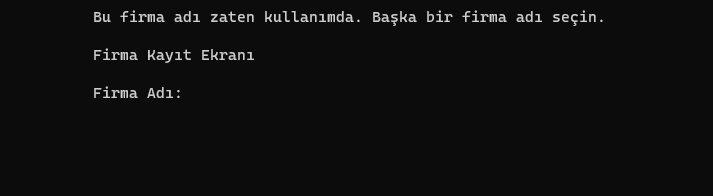 Bu firma adı zaten kullanımda. Başka bir firma adı seçin.
Firma Kayıt Ekranı
Firma Adı: